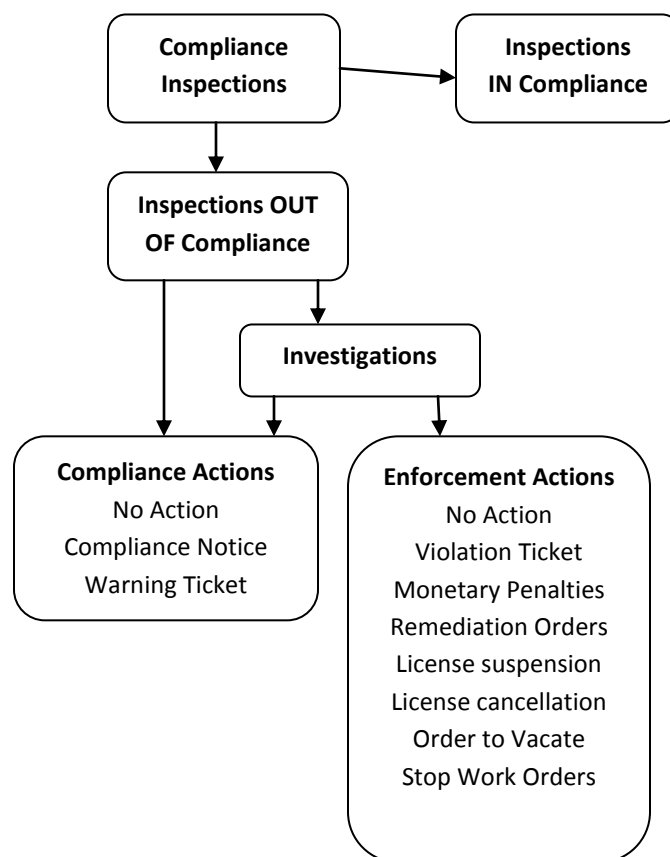 Compliance
Inspections
Inspections
IN Compliance
Inspections OUT
OF Compliance
Investigations
Compliance Actions
No Action
Compliance Notice
Warning Ticket
Enforcement Actions
No Action
Violation Ticket
Monetary Penalties
Remediation Orders
License suspension
License cancellation
Order to Vacate
Stop Work Orders